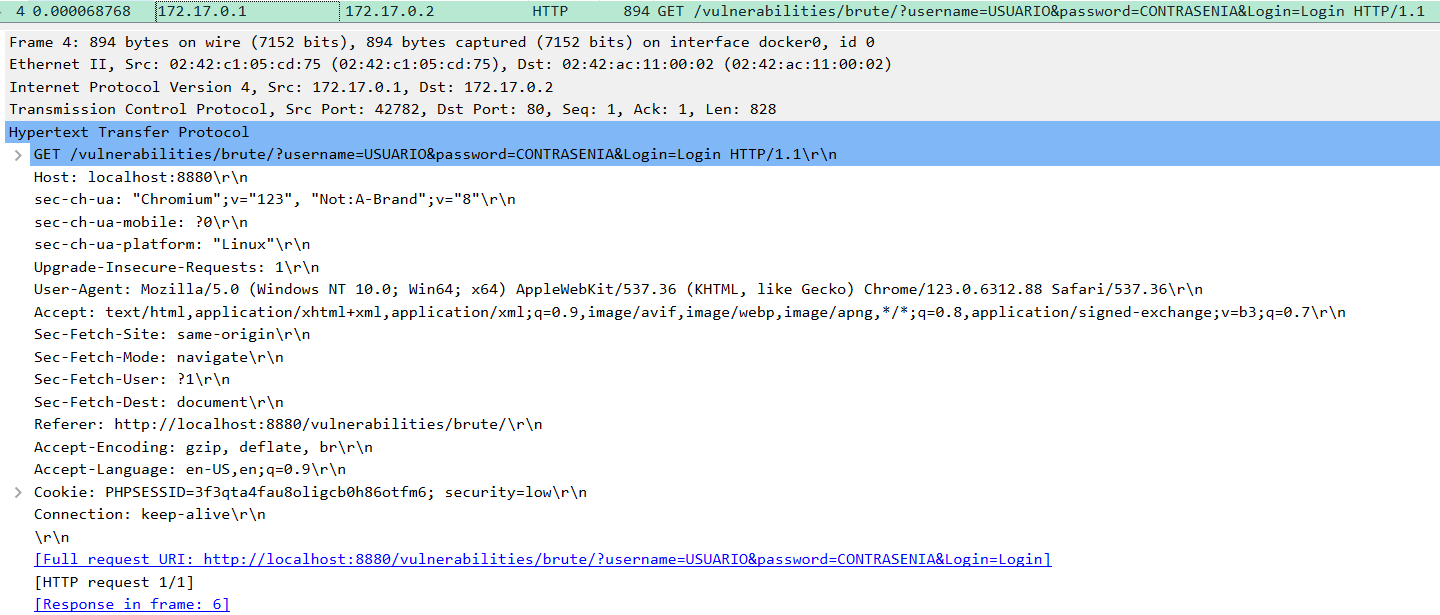 4 0.000068768 172.17.0.1 172.17.0.2 HTTP 894 GET /vulnerabilities/brute/?username=USUARIO&password=CONTRASENIA&Login=Login HTTP/1.1
Frame 4: 894 bytes on wire (7152 bits), 894 bytes captured (7152 bits) on interface docker0, id 0
Ethernet II, Src: 02:42:c1:05:cd:75 (02:42:c1:05:cd:75), Dst: 02:42:ac:11:00:02 (02:42:ac:11:00:02)
Internet Protocol Version 4, Src: 172.17.0.1, Dst: 172.17.0.2
Transmission Control Protocol, Src Port: 42782, Dst Port: 80, Seq: 1, Ack: 1, Len: 828
Hypertext Transfer Protocol
GET /vulnerabilities/brute/?username=USUARIO&password=CONTRASENIA&Login=Login HTTP/1.1\r\n
Host: localhost:8880\r\n
sec-ch-ua: "Chromium";v="123", "Not:A-Brand";v="8"\r\n
sec-ch-ua-mobile: ?0\r\n
sec-ch-ua-platform: "Linux"\r\n
Upgrade-Insecure-Requests: 1\r\n
User-Agent: Mozilla/5.0 (Windows NT 10.0; Win64; x64) AppleWebKit/537.36 (KHTML, like Gecko) Chrome/123.0.6312.88 Safari/537.36\r\n
Accept: text/html,application/xhtml+xml,application/xml;q=0.9,image/avif,image/webp,image/apng,*/*;q=0.8,application/signed-exchange;v=b3;q=0.7\r\n
Sec-Fetch-Site: same-origin\r\n
Sec-Fetch-Mode: navigate\r\n
Sec-Fetch-User: ?1\r\n
Sec-Fetch-Dest: document\r\n
Referer: http://localhost:8880/vulnerabilities/brute/\r\n
Accept-Encoding: gzip, deflate, br\r\n
Accept-Language: en-US,en;q=0.9\r\n
Cookie: PHPSESSID=3f3qta4fau8oligcb0h86otfm6; security=low\r\n
Connection: keep-alive\r\n
\r\n
[Full request URI: http://localhost:8880/vulnerabilities/brute/?username=USUARIO&password=CONTRASENIA&Login=Login]
[HTTP request 1/1]
[Response in frame: 6]